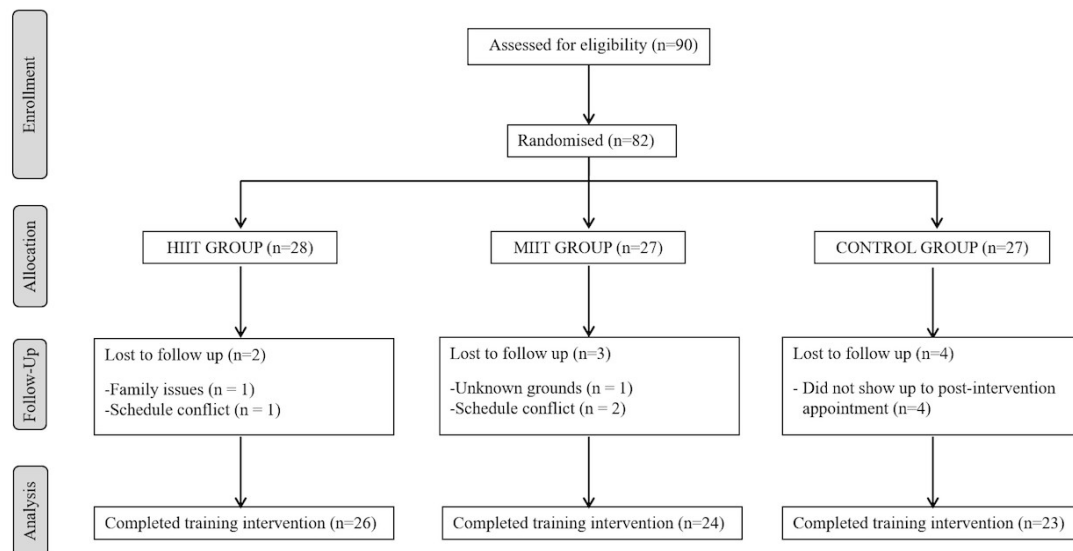 Enrollment
Assessed for eligibility (n=90)
Randomised (n=82)
Allocation
HIIT GROUP (n=28)
MIIT GROUP (n=27)
CONTROL GROUP (n=27)
Follow-Up
Lost to follow up (n=2)
-Family issues (n = 1)
-Schedule conflict (n = 1)
Lost to follow up (n=3)
-Unknown grounds (n = 1)
-Schedule conflict (n = 2)
Lost to follow up (n=4)
- Did not show up to post-intervention
appointment (n=4)
Analysis
Completed training intervention (n=26)
Completed training intervention (n=24)
Completed training intervention (n=23)